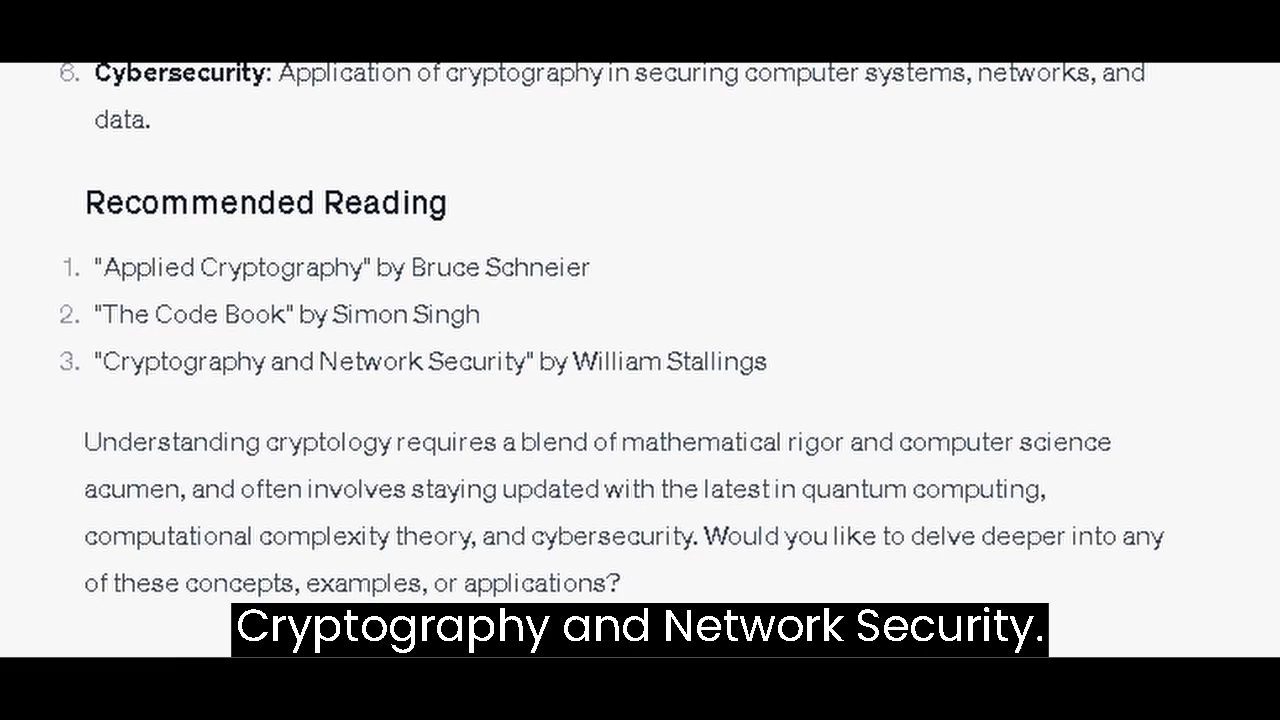 6. Cybersecurity: Application of cryptography in securing computer systems, networks, and
data.
Recommended Reading
1. "Applied Cryptography" by Bruce Schneier
2. "The Code Book" by Simon Singh
3. "Cryptography and Network Security" by William Stallings
Understanding cryptology requires a blend of mathematical rigor and computer science
acumen, and often involves staying updated with the latest in quantum computing,
computational complexity theory, and cybersecurity. Would you like to delve deeper into any
of these concepts, examples, or applications?
Cryptography and Network Security.